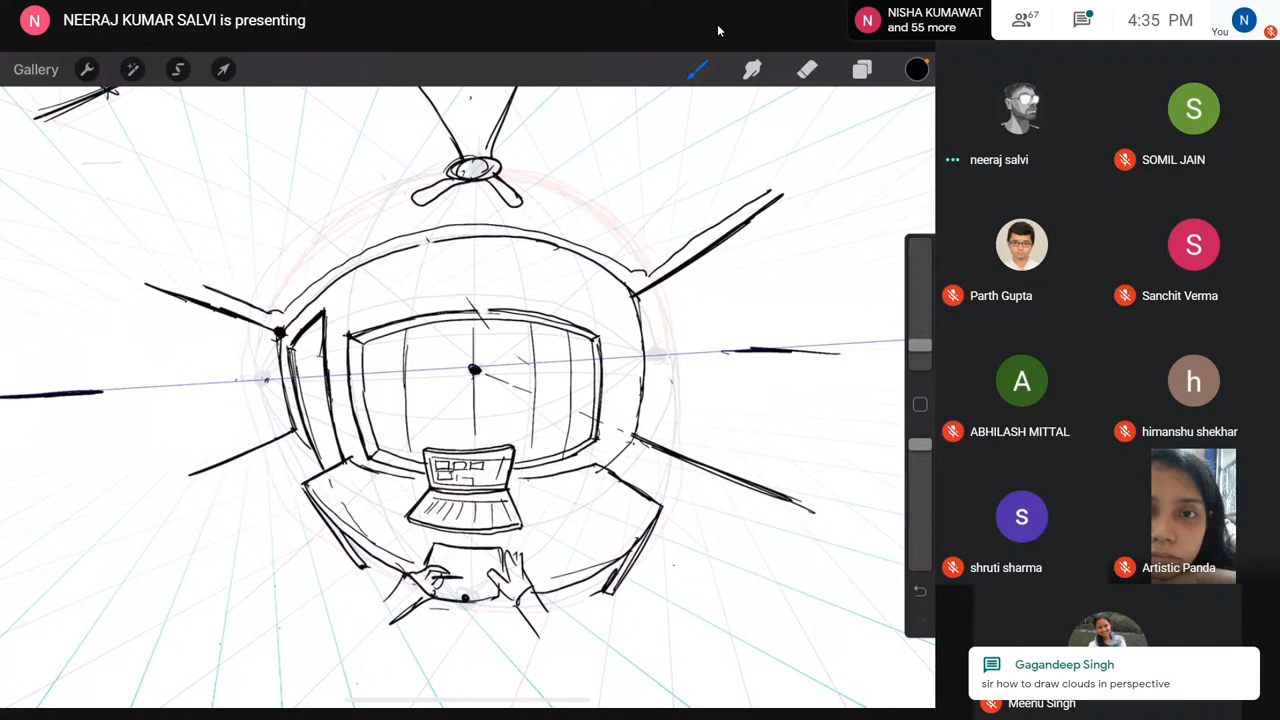 N NEERAJ KUMAR SALVI is presenting
N NISHA KUMAWAT
and 55 more
67
4:35 PM
You
N
Gallery
neeraj salvi
S
SOMIL JAIN
Parth Gupta
S
Sanchit Verma
A
ABHILASH MITTAL
h
himanshu shekhar
s
shruti sharma
Artistic Panda
Gagandeep Singh
sir how to draw clouds in perspective
Meenu Singh